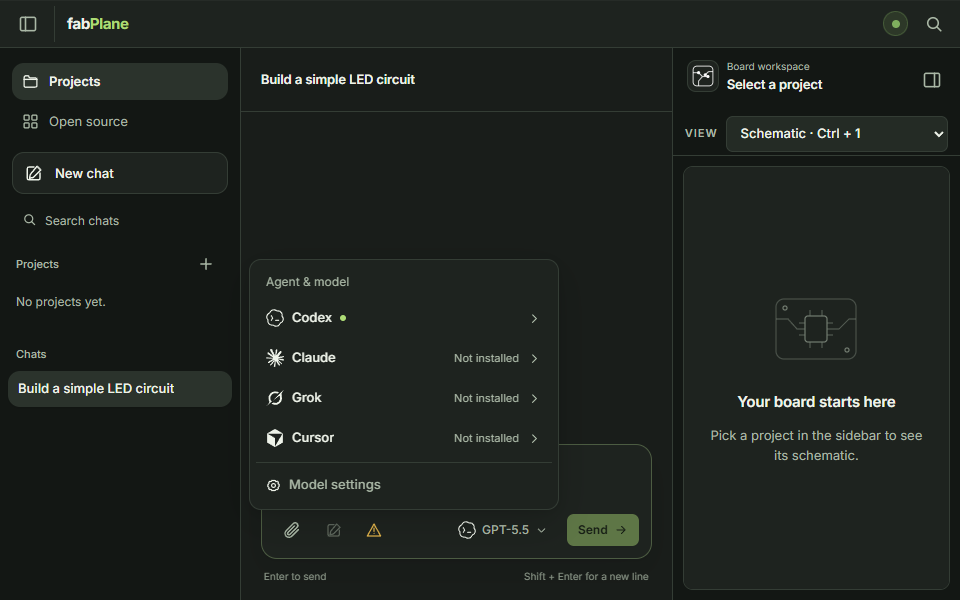 fabPlane
Projects
Open source
New chat
Search chats
Projects
No projects yet.
Chats
Build a simple LED circuit
Build a simple LED circuit
Agent & model
Codex
Claude
Not installed
Grok
Not installed
Cursor
Not installed
Model settings
GPT-5.5
Send
Enter to send
Shift + Enter for a new line
Board workspace
Select a project
VIEW
Schematic · Ctrl + 1
Your board starts here
Pick a project in the sidebar to see
its schematic.